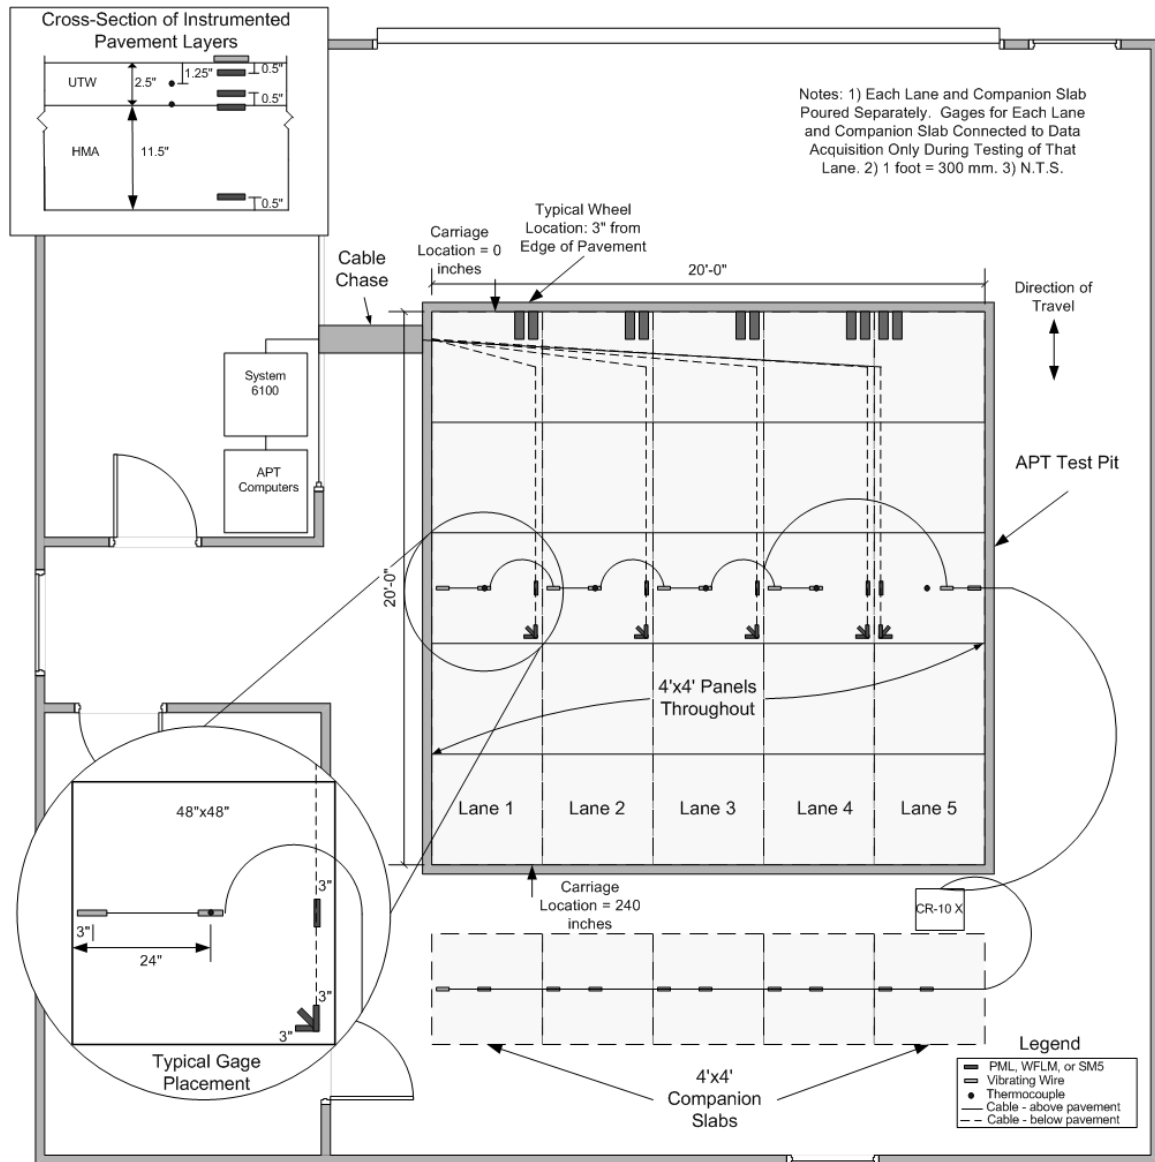 Cross-Section of Instrumented
Pavement Layers
UTW
2.5"
1.25"
0.5"
0.5"
HMA
11.5"
0.5"
Notes: 1) Each Lane and Companion Slab
Poured Separately. Gages for Each Lane
and Companion Slab Connected to Data
Acquisition Only During Testing of That
Lane. 2) 1 foot = 300 mm. 3) N.T.S.
Typical Wheel
Location: 3" from
Edge of Pavement
Carriage
Location = 0
inches
Cable
Chase
20'-0"
Direction of
Travel
System
6100
APT
Computers
APT Test Pit
20'-0"
4'x4' Panels
Throughout
Lane 1
Lane 2
Lane 3
Lane 4
Lane 5
48"x48"
3"
3"
24"
3"
3"
Typical Gage
Placement
Carriage
Location = 240
inches
CR-10 X
4'x4'
Companion
Slabs
Legend
PML, WFLM, or SM5
Vibrating Wire
Thermocouple
Cable - above pavement
Cable - below pavement